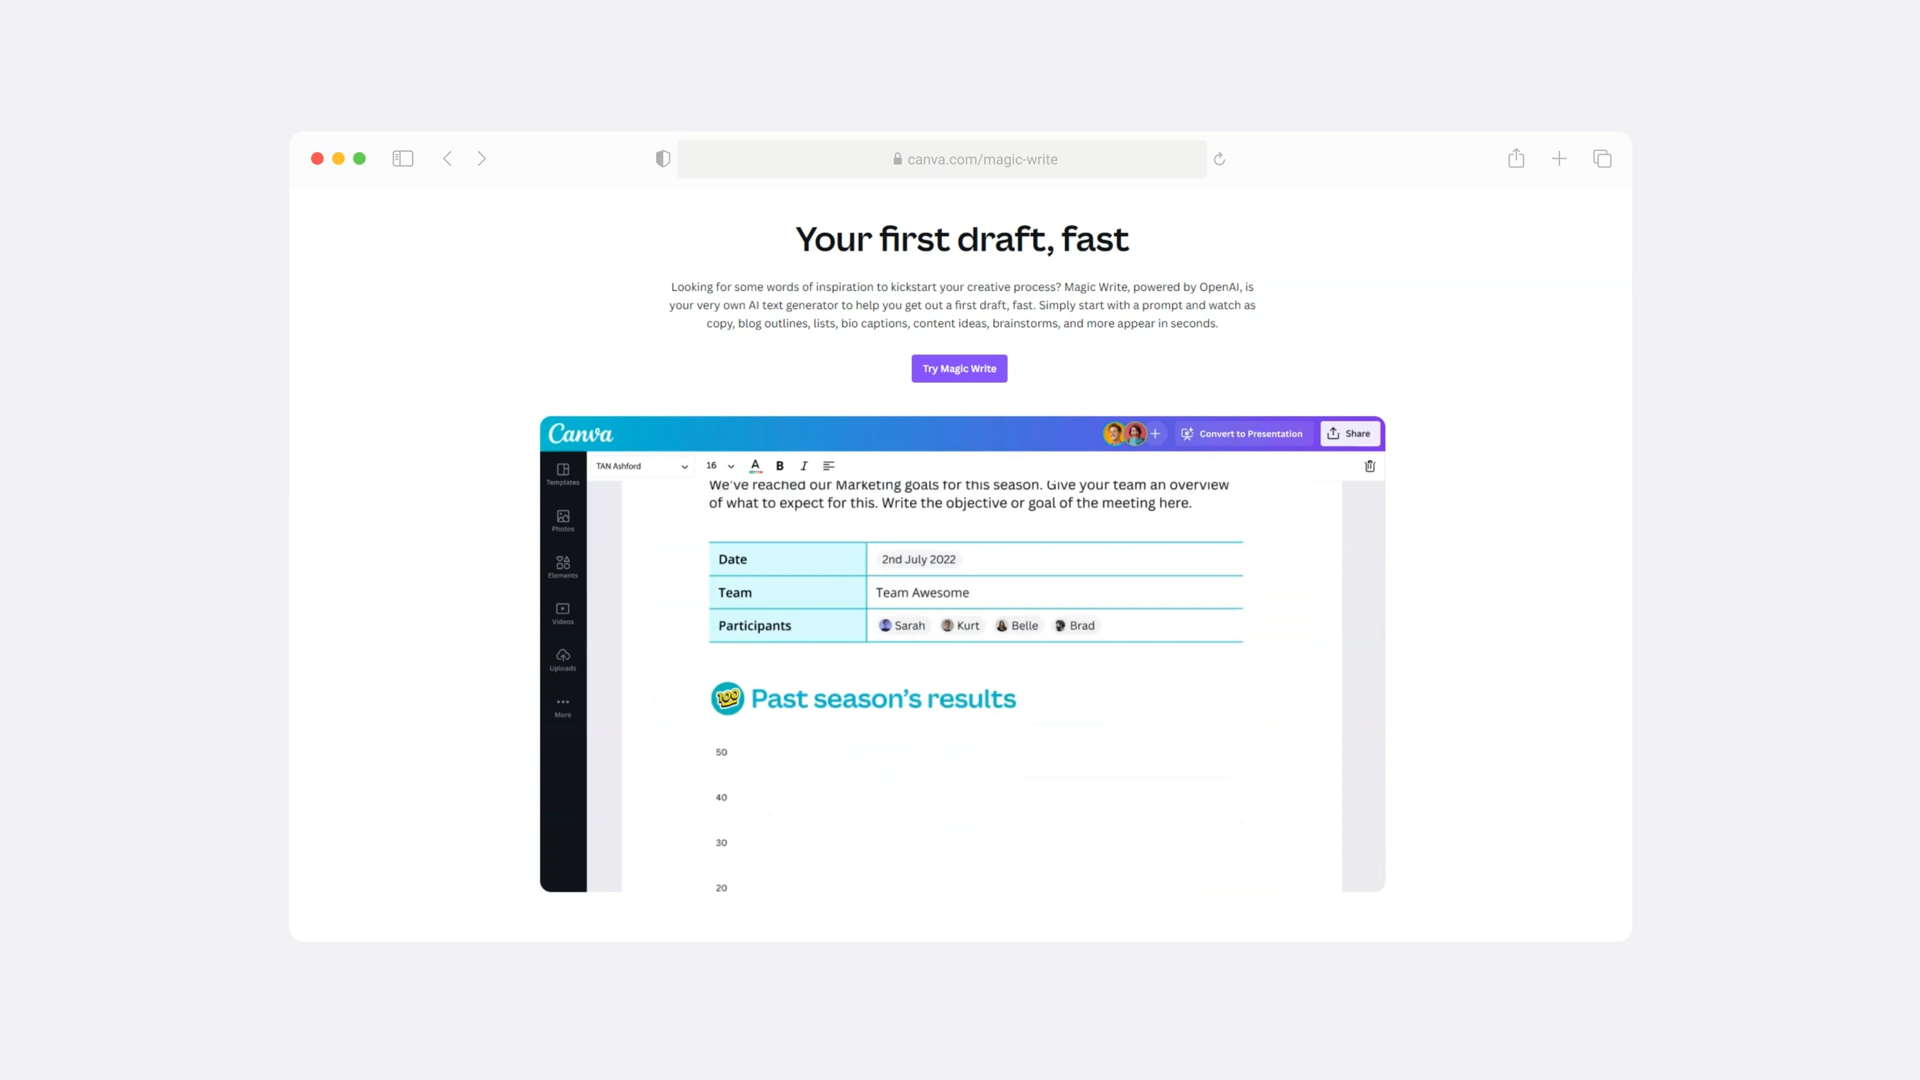 canva.com/magic-write
Your first draft, fast
Looking for some words of inspiration to kickstart your creative process? Magic Write, powered by OpenAI, is
your very own AI text generator to help you get out a first draft, fast. Simply start with a prompt and watch as
copy, blog outlines, lists, bio captions, content ideas, brainstorms, and more appear in seconds.
Try Magic Write
Canva
Convert to Presentation
Share
TAN Ashford
16
A B I
Templates
Photos
Elements
Videos
Uploads
More
We've reached our Marketing goals for this season. Give your team an overview
of what to expect for this. Write the objective or goal of the meeting here.
Date 2nd July 2022
Team Team Awesome
Participants Sarah Kurt Belle Brad
100 Past season's results
50
40
30
20